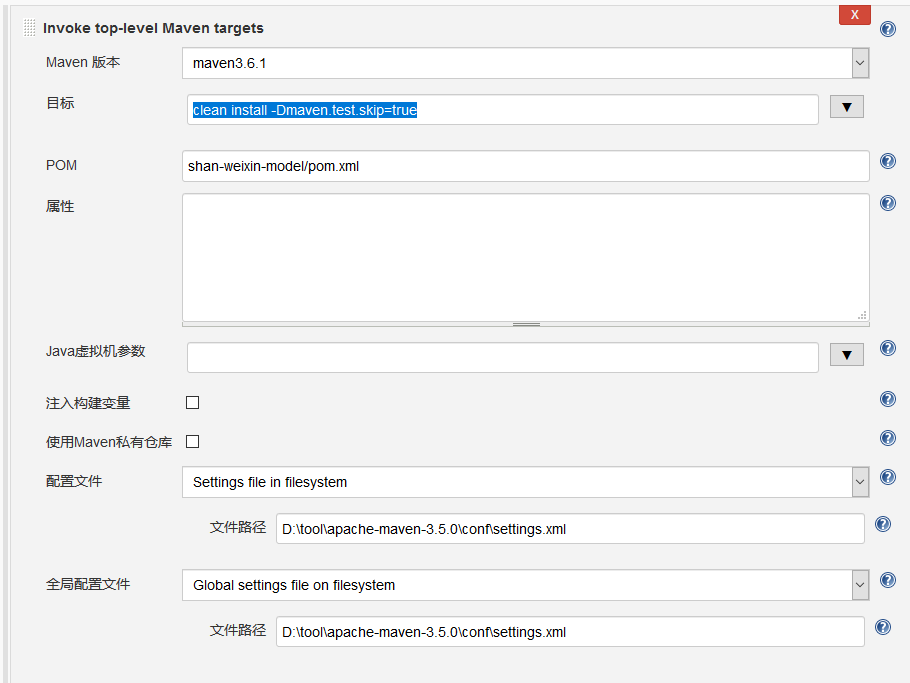 Invoke top-level Maven targets
X
Maven 版本
maven3.6.1
目标
clean install -Dmaven.test.skip=true
POM
shan-weixin-model/pom.xml
属性
Java虚拟机参数
注入构建变量
使用Maven私有仓库
配置文件
Settings file in filesystem
文件路径
D:\tool\apache-maven-3.5.0\conf\settings.xml
全局配置文件
Global settings file on filesystem
文件路径
D:\tool\apache-maven-3.5.0\conf\settings.xml